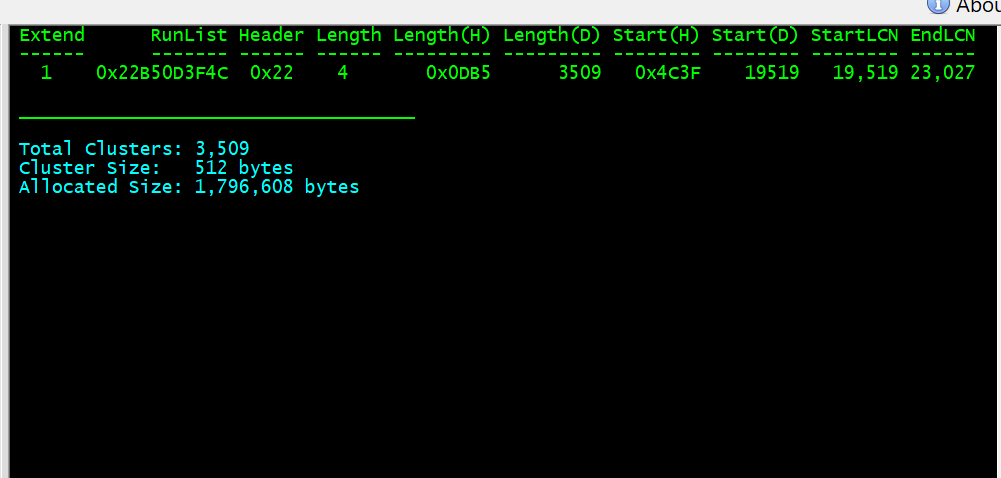 Abou
Extend RunList Header Length Length(H) Length(D) Start(H) Start(D) StartLCN EndLCN
------ ------- ------ ------ --------- --------- -------- -------- -------- ------
1 0x22B50D3F4C 0x22 4 0x0DB5 3509 0x4C3F 19519 19,519 23,027
Total Clusters: 3,509
Cluster Size: 512 bytes
Allocated Size: 1,796,608 bytes